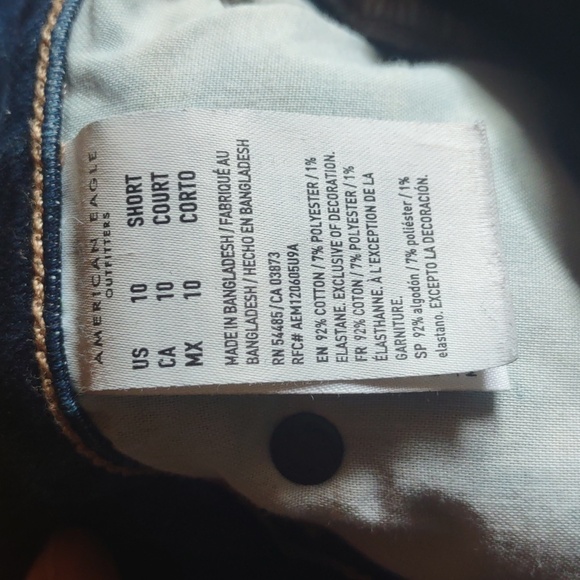 AMERICAN EAGLE
OUTFITTERS
US 10 SHORT
CA 10 COURT
MX 10 CORTO
MADE IN BANGLADESH / FABRIQUÉ AU
BANGLADESH / HECHO EN BANGLADESH
RN 54485 / CA 03873
RFC# AEM120605U9A
EN 92% COTTON / 7% POLYESTER / 1%
ELASTANE. EXCLUSIVE OF DECORATION.
FR 92% COTON / 7% POLYESTER / 1%
ÉLASTHANNE. À L'EXCEPTION DE LA
GARNITURE.
SP 92% algodón / 7% poliéster / 1%
elastano. EXCEPTO LA DECORACIÓN.